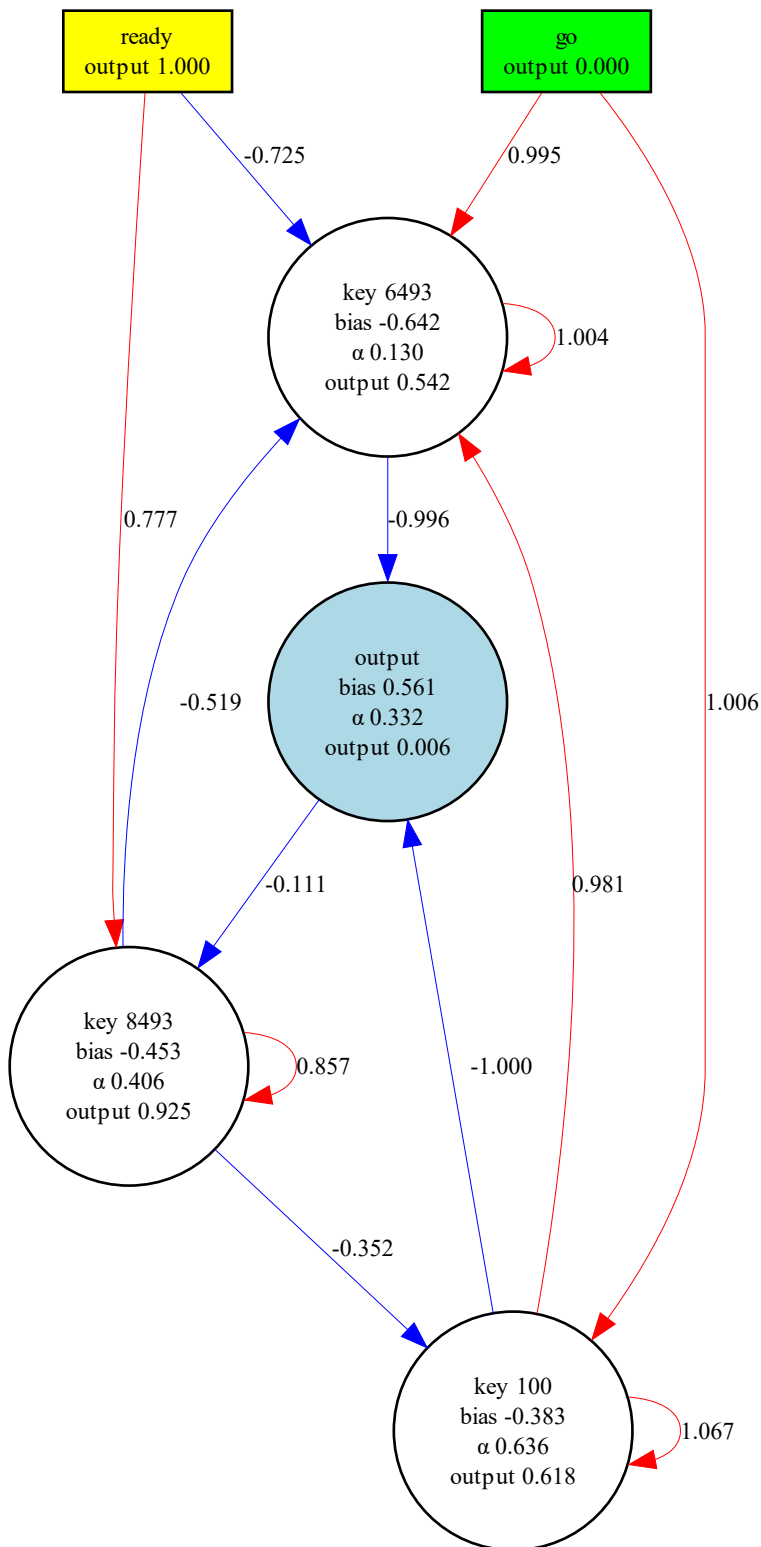 ready
output 1.000
go
output 0.000
-0.725
0.995
key 6493
bias -0.642
α 0.130
output 0.542
1.004
0.777
-0.996
-0.519
output
bias 0.561
α 0.332
output 0.006
1.006
-0.111
0.981
key 8493
bias -0.453
α 0.406
output 0.925
0.857
-1.000
-0.352
key 100
bias -0.383
α 0.636
output 0.618
1.067